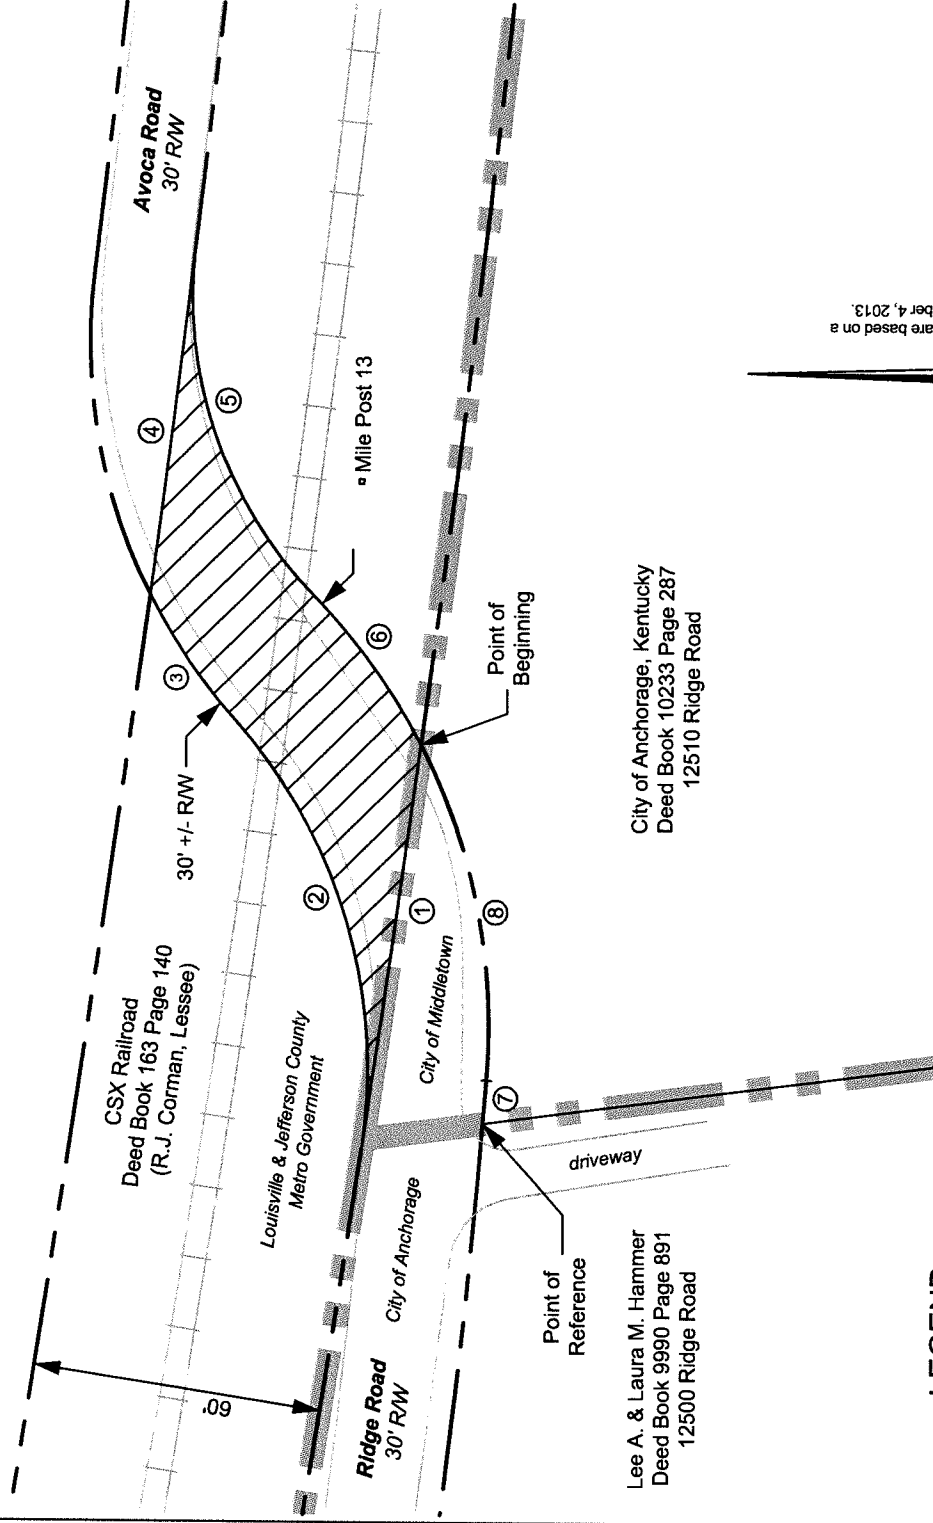 Avoca Road
30' R/W
④
⑤
Mile Post 13
③
30' +/- R/W
⑥
Point of
Beginning
②
①
⑧
⑦
CSX Railroad
Deed Book 163 Page 140
(R.J. Corman, Lessee)
Louisville & Jefferson County
Metro Government
City of Middletown
City of Anchorage
City of Anchorage, Kentucky
Deed Book 10233 Page 287
12510 Ridge Road
are based on a
ber 4, 2013.
driveway
Point of
Reference
60'
Ridge Road
30' R/W
Lee A. & Laura M. Hammer
Deed Book 9990 Page 891
12500 Ridge Road
LEGEND